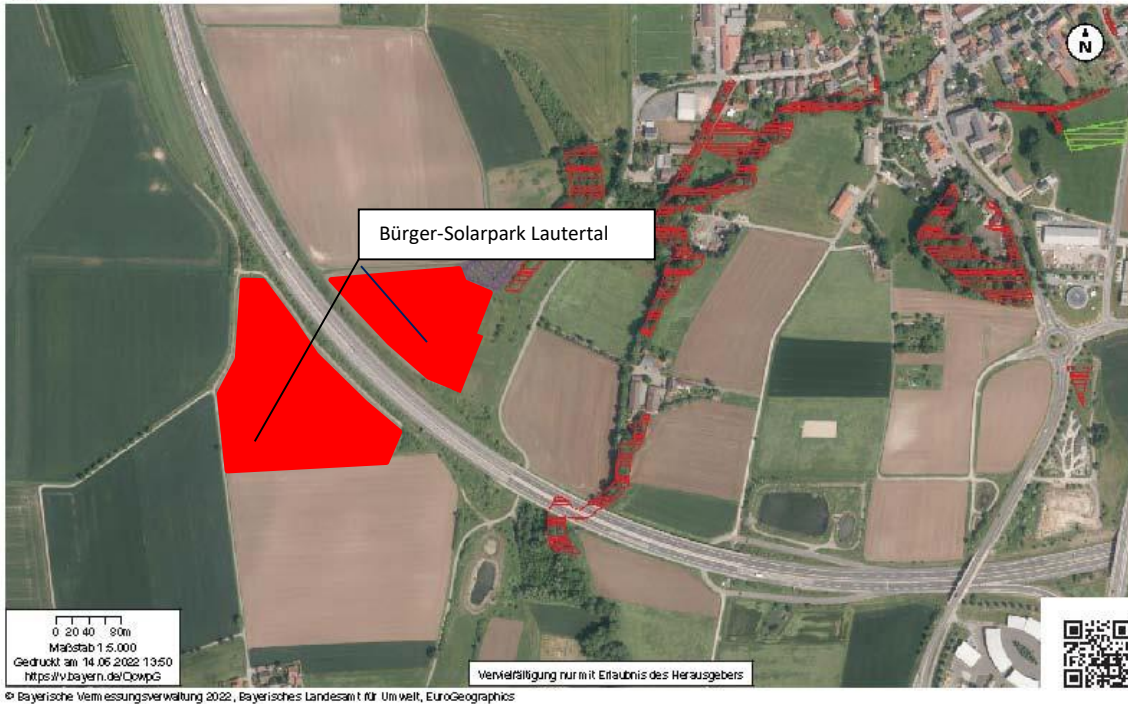 N
Bürger-Solarpark Lautertal
0 20 40 80m
Maßstab 1:5.000
Gedruckt am 14.06.2022 13:50
https://v.bayern.de/QcwpG
Vervielfältigung nur mit Erlaubnis des Herausgebers
© Bayerische Vermessungsverwaltung 2022, Bayerisches Landesamt für Umwelt, EuroGeographics